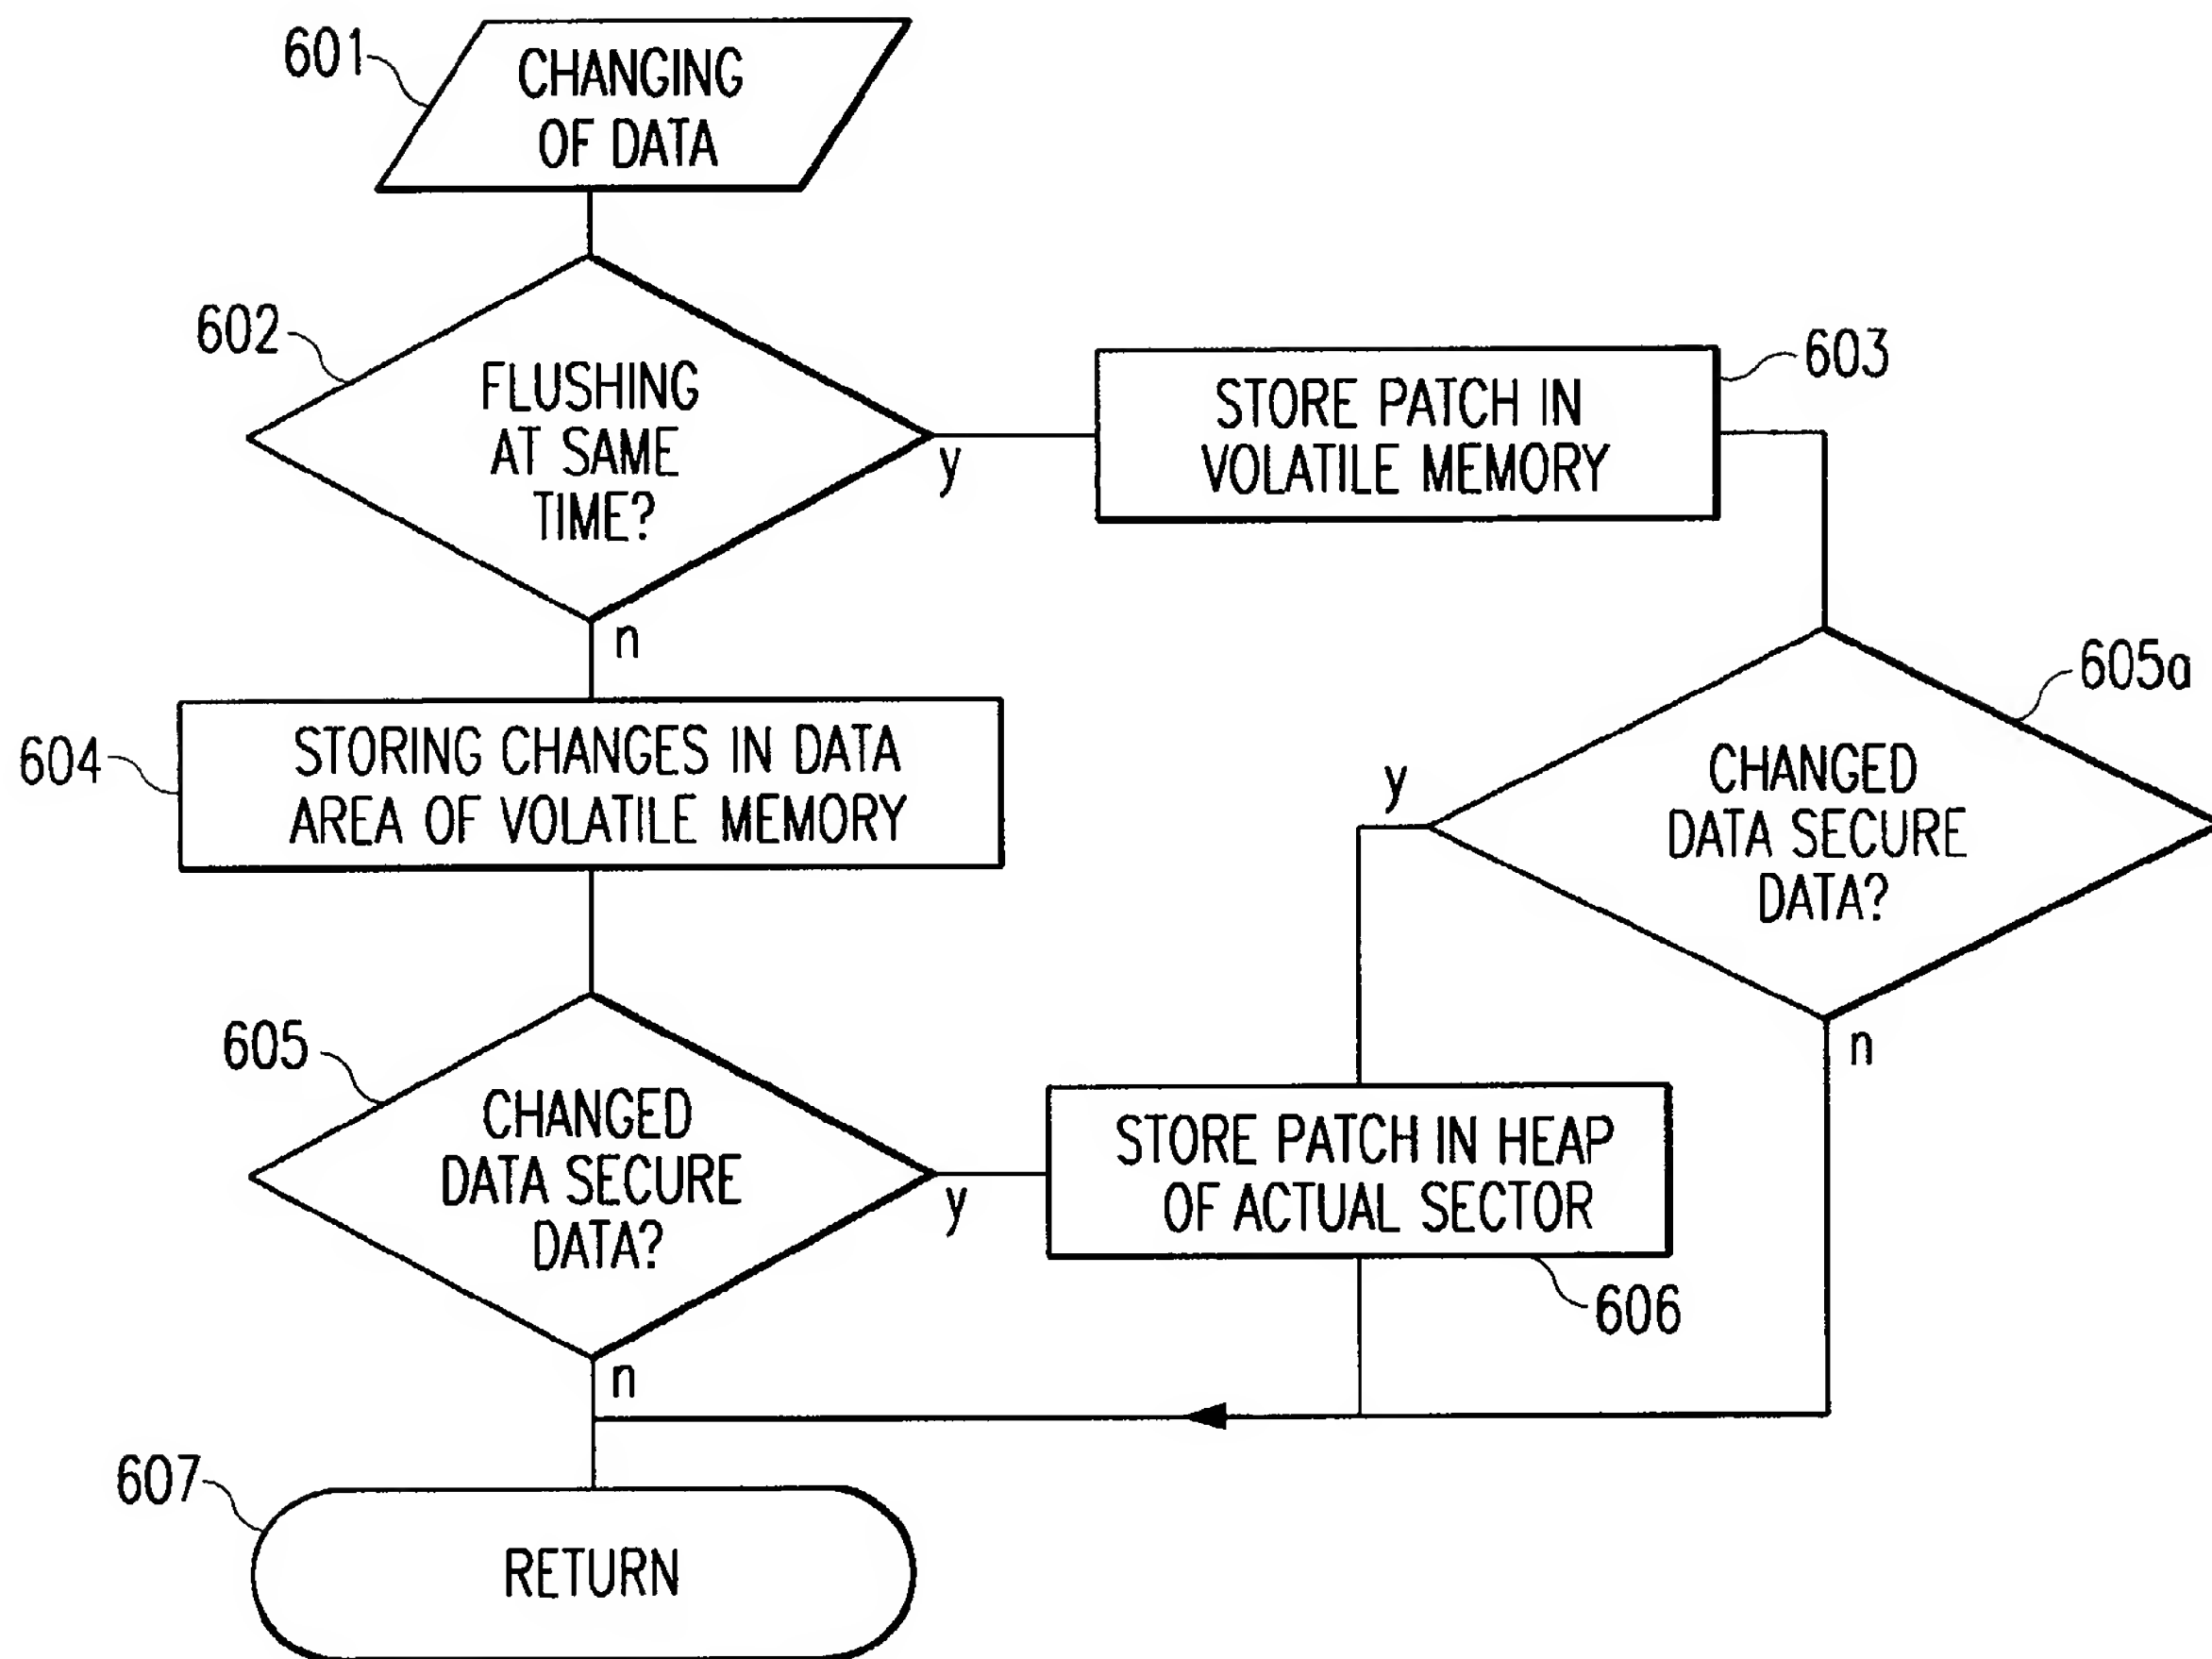 601
CHANGING
OF DATA
602
FLUSHING
AT SAME
TIME?
y
n
STORE PATCH IN
VOLATILE MEMORY
603
604
STORING CHANGES IN DATA
AREA OF VOLATILE MEMORY
605a
CHANGED
DATA SECURE
DATA?
y
n
605
CHANGED
DATA SECURE
DATA?
y
n
STORE PATCH IN HEAP
OF ACTUAL SECTOR
606
607
RETURN